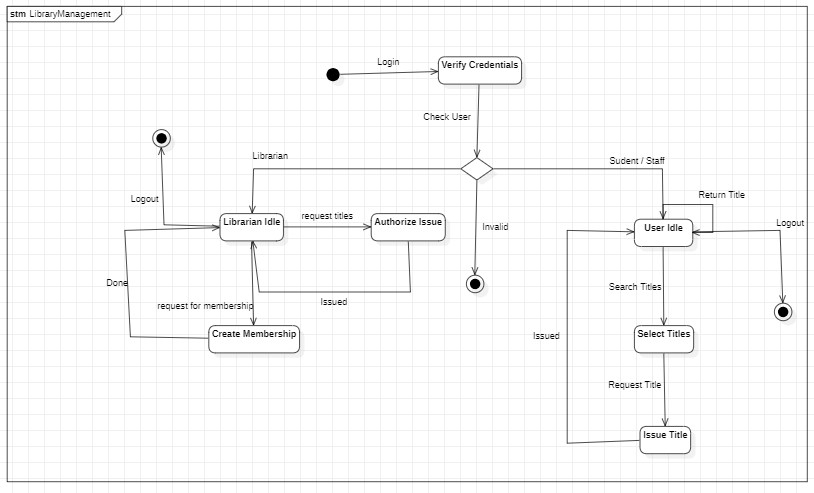 stm LibraryManagement
Login
Verify Credentials
Check User
Librarian
Sudent / Staff
Return Title
Logout
Librarian Idle
request titles
Authorize Issue
Invalid
User Idle
Logout
Done
request for membership
Issued
Search Titles
Create Membership
Issued
Select Titles
Request Title
Issue Title